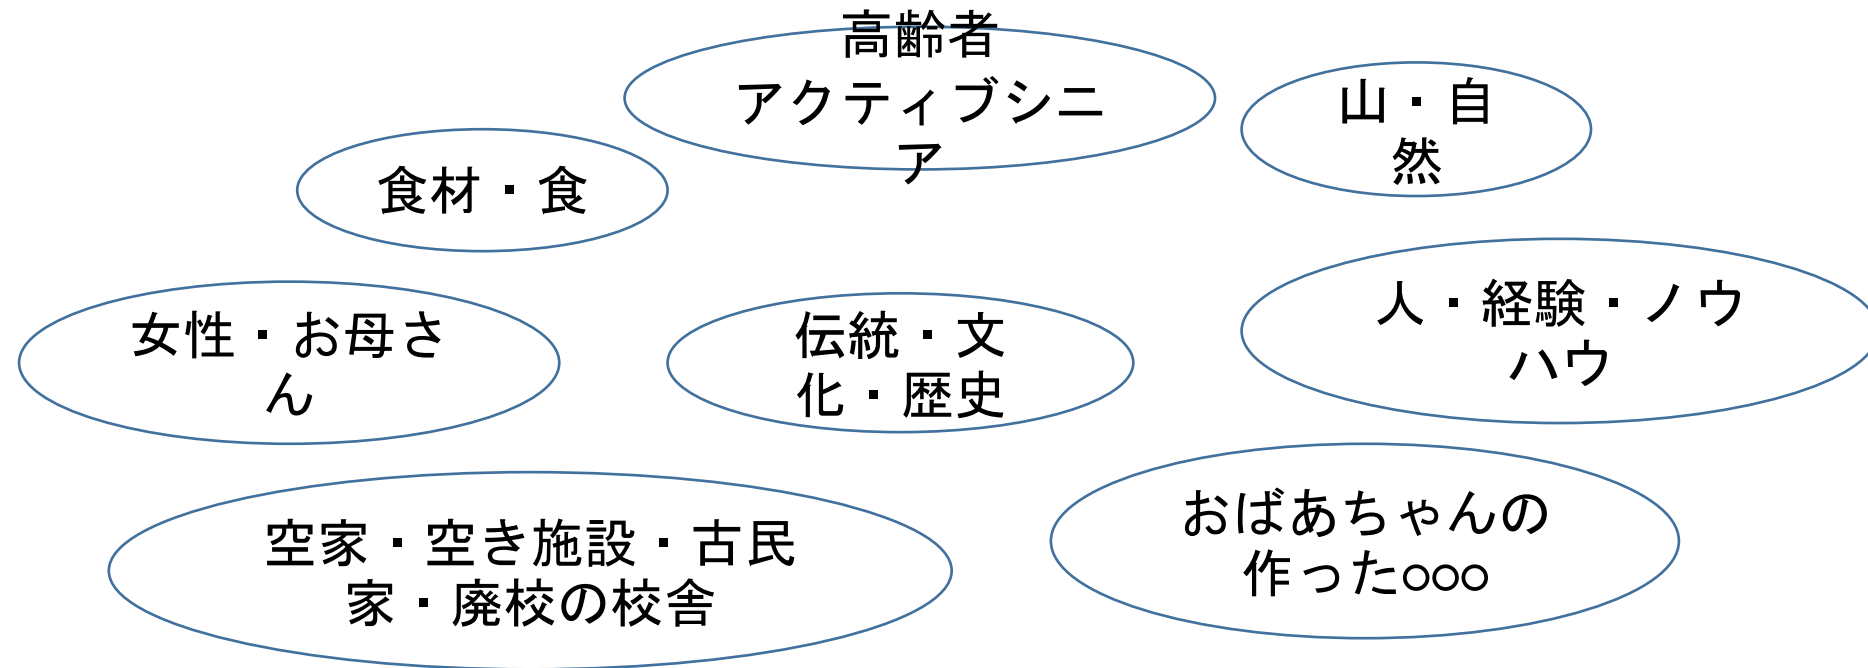 高齢者
アクティブシニ
ア
山・自
然
食材・食
人・経験・ノウ
ハウ
女性・お母さ
ん
伝統・文
化・歴史
おばあちゃんの
作った○○○
空家・空き施設・古民
家・廃校の校舎